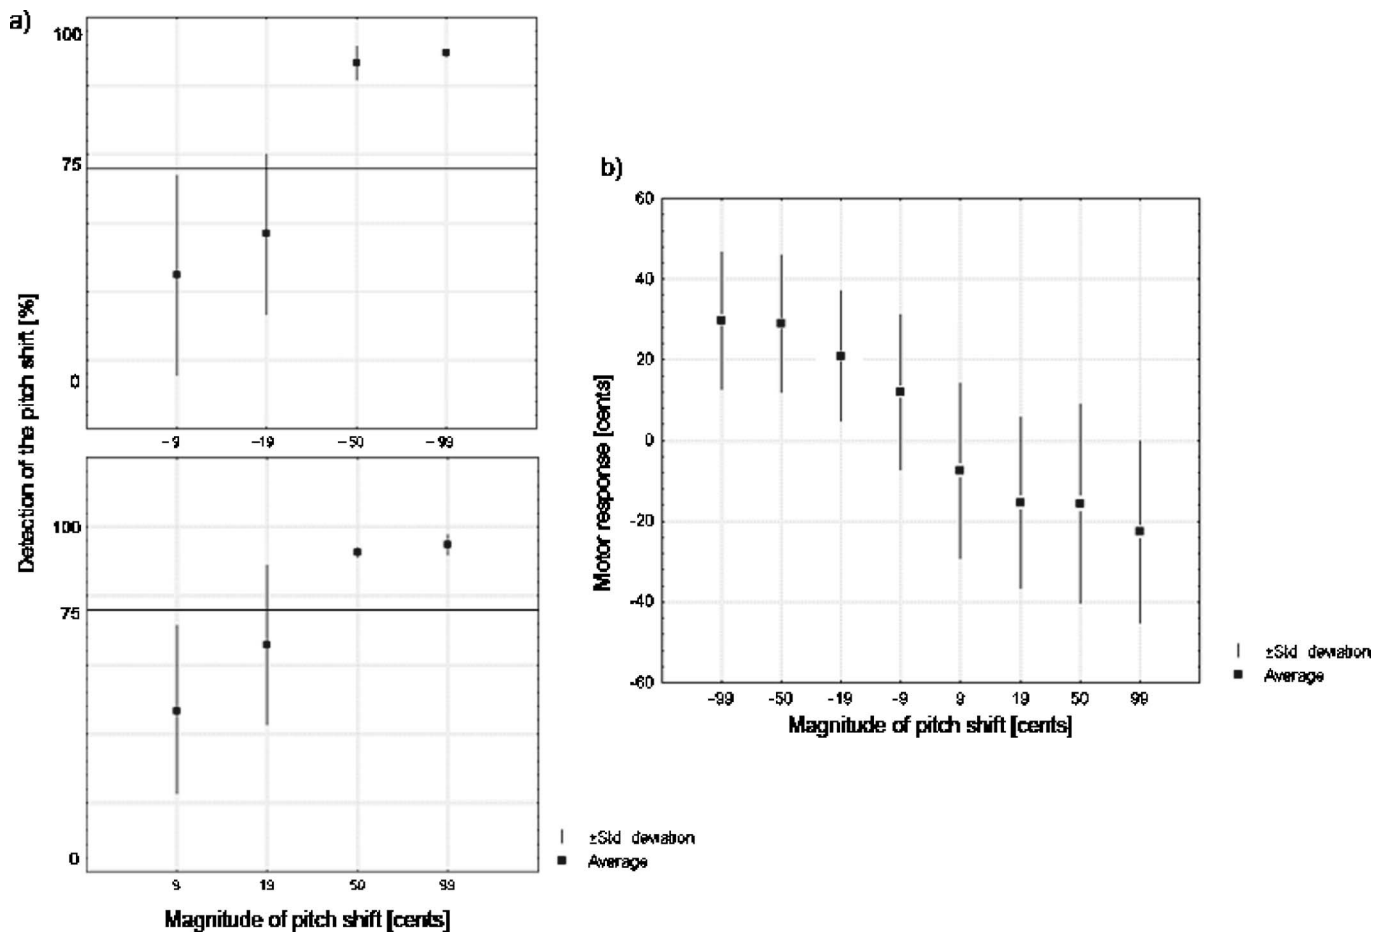 a)
100
75
0
-9 -19 -50 -99
Detection of the pitch shift [%]
100
75
0
9 19 50 99
Magnitude of pitch shift [cents]
±Std deviation
Average
b)
60
40
20
0
-20
-40
-60
Motor response [cents]
-99 -50 -19 -9 9 19 50 99
Magnitude of pitch shift [cents]
±Std deviation
Average